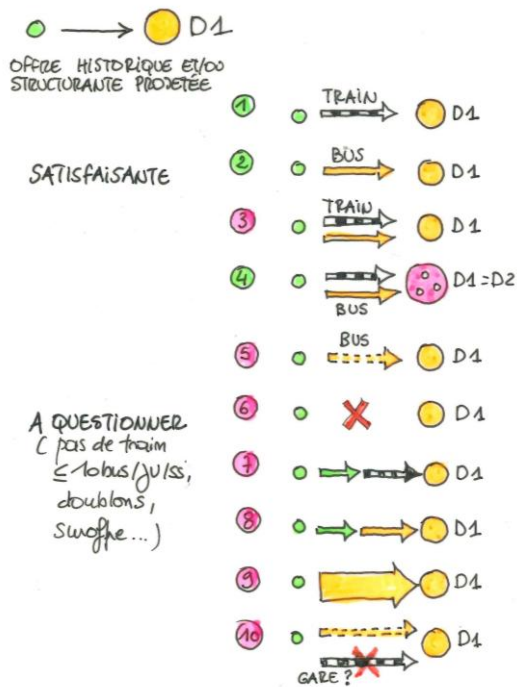 D1
OFFRE HISTORIQUE ET/OU
STRUCTURANTE PROJETÉE
SATISFAISANTE
1 TRAIN D1
2 BUS D1
3 TRAIN D1
4 D1=D2
BUS
5 BUS D1
6 D1
A QUESTIONNER
( pas de train
≤ 10 bus/j/ss,
doublons,
suroffre...)
7 D1
8 D1
9 D1
10 D1
GARE ?